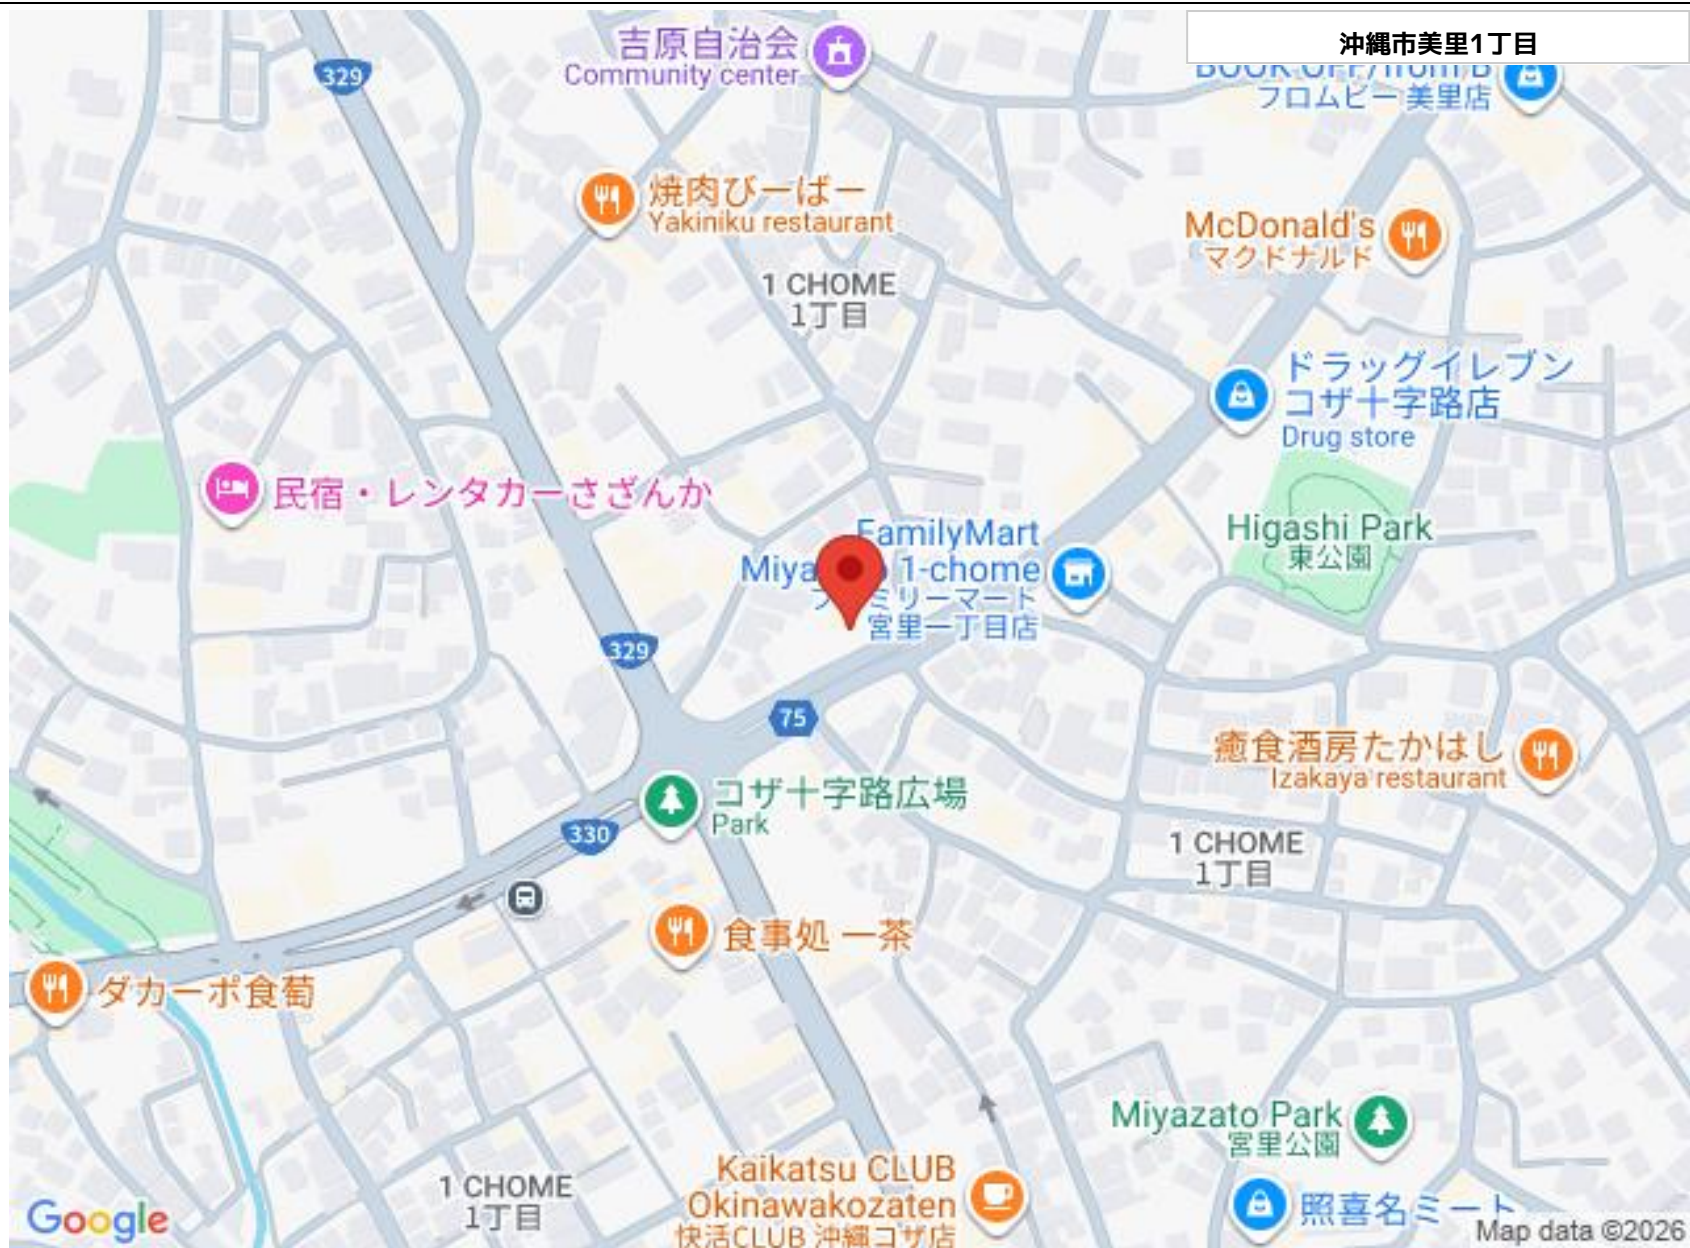 沖縄市美里1丁目
吉原自治会
Community center
329
フロムビー 美里店
焼肉びーばー
Yakiniku restaurant
McDonald's
マクドナルド
1 CHOME
1丁目
ドラッグイレブン
コザ十字路店
Drug store
民宿・レンタカーさざんか
Higashi Park
東公園
FamilyMart
1-chome
ミリーマート
宮里一丁目店
329
75
癒食酒房たかはし
Izakaya restaurant
コザ十字路広場
Park
330
1 CHOME
1丁目
食事処 一茶
ダカーポ食萄
Miyazato Park
宮里公園
Kaikatsu CLUB
Okinawakozaten
快活CLUB 沖縄コザ店
1 CHOME
1丁目
照喜名ミート
Google
Map data ©2026